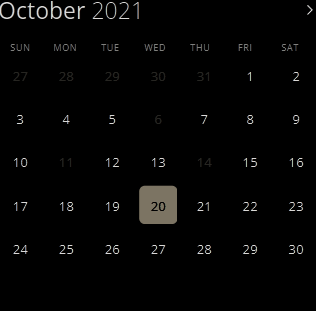 October 2021
SUN MON TUE WED THU FRI SAT
27 28 29 30 31 1 2
3 4 5 6 7 8 9
10 11 12 13 14 15 16
17 18 19 20 21 22 23
24 25 26 27 28 29 30